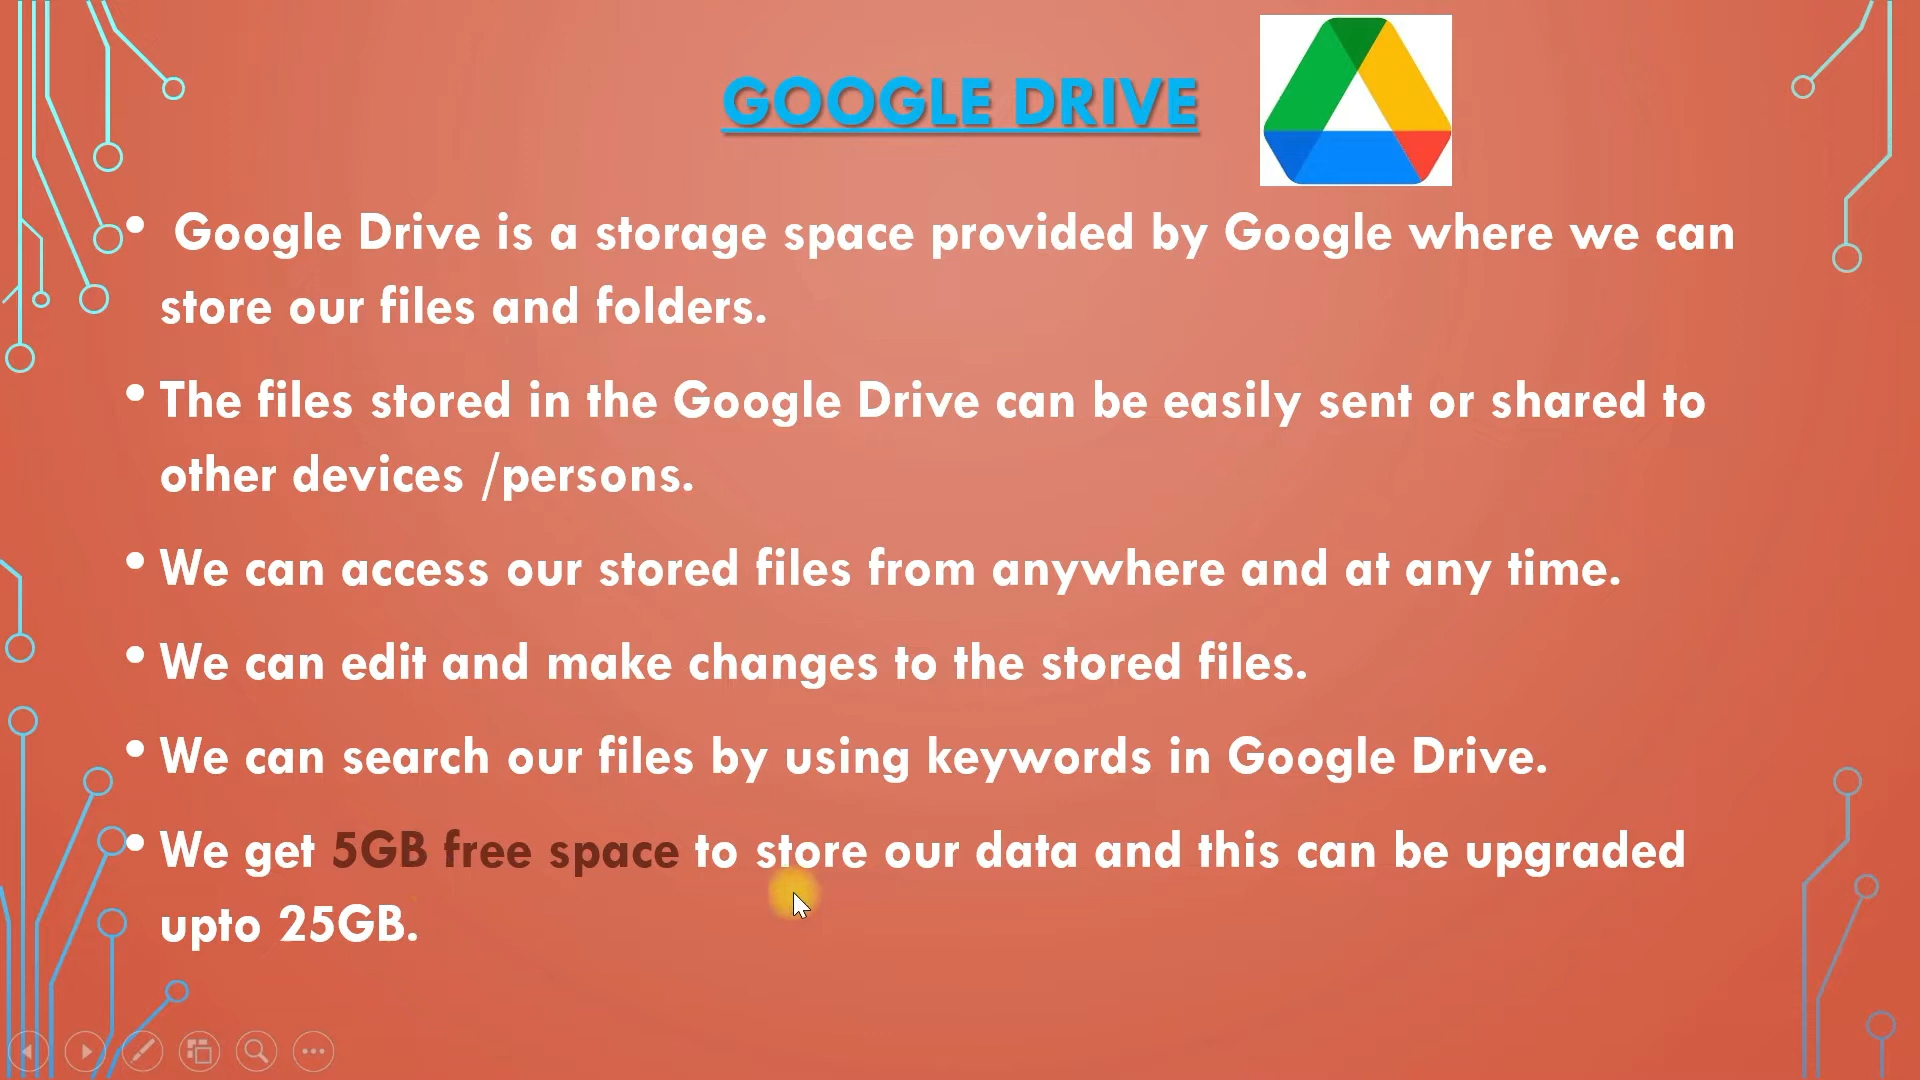 GOOGLE DRIVE
• Google Drive is a storage space provided by Google where we can
store our files and folders.
• The files stored in the Google Drive can be easily sent or shared to
other devices /persons.
• We can access our stored files from anywhere and at any time.
• We can edit and make changes to the stored files.
• We can search our files by using keywords in Google Drive.
• We get 5GB free space to store our data and this can be upgraded
upto 25GB.